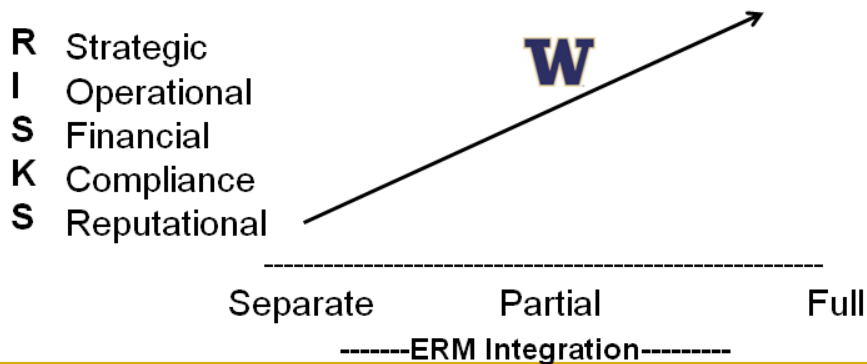 R Strategic
I Operational
S Financial
K Compliance
S Reputational
W
Separate Partial Full
-------ERM Integration---------